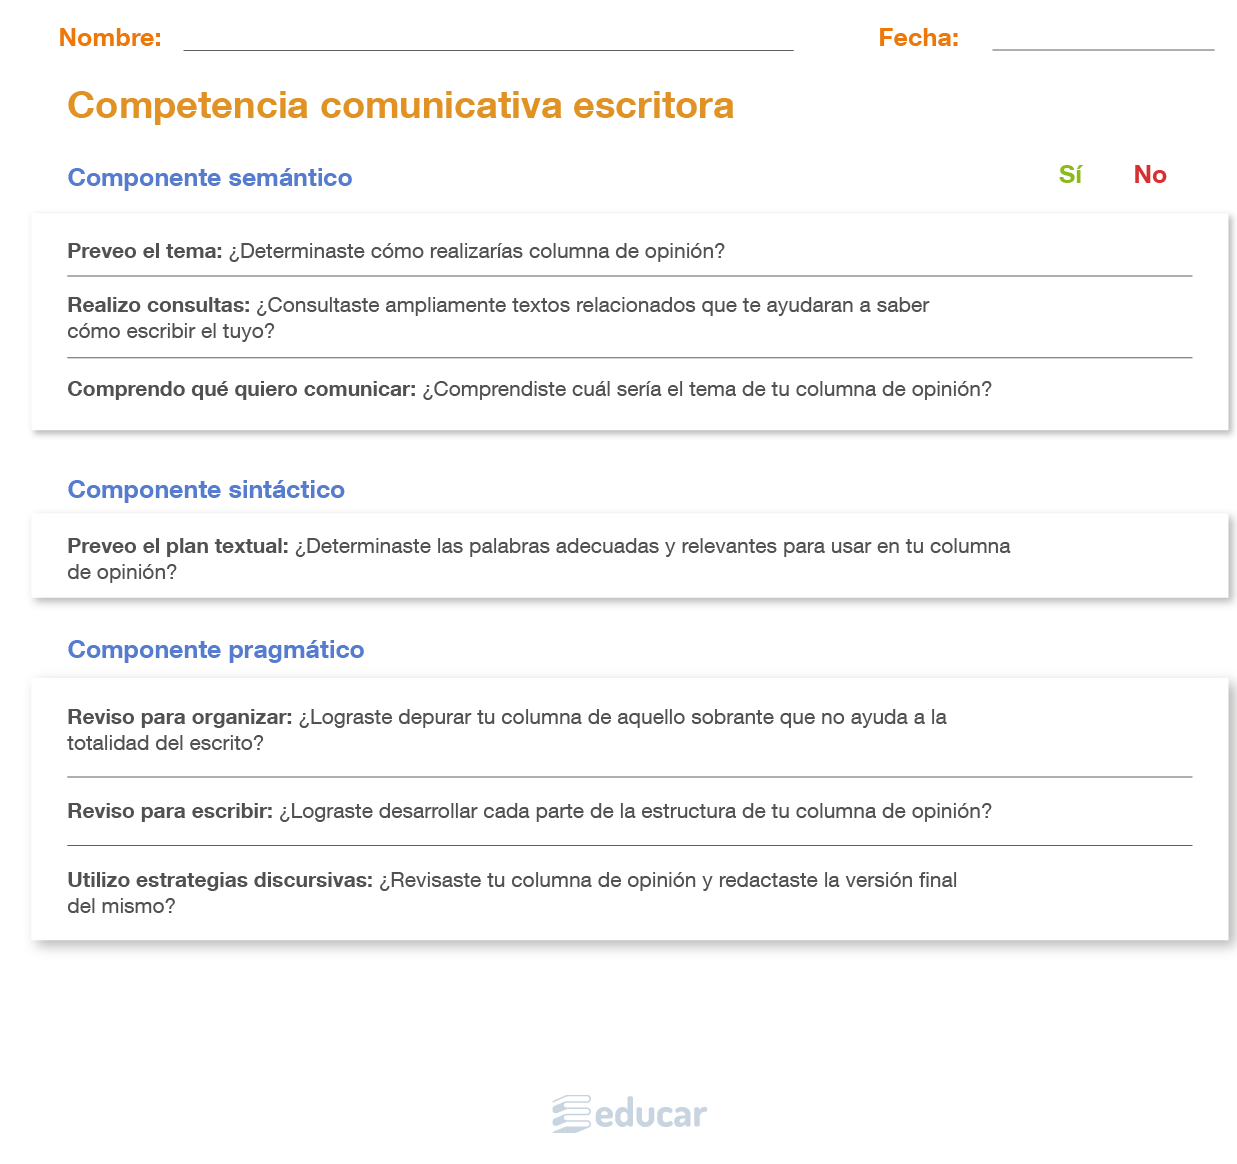 Nombre: Fecha:
Competencia comunicativa escritora
Componente semántico Sí No
Preveo el tema: ¿Determinaste cómo realizarías columna de opinión?
Realizo consultas: ¿Consultaste ampliamente textos relacionados que te ayudaran a saber
cómo escribir el tuyo?
Comprendo qué quiero comunicar: ¿Comprendiste cuál sería el tema de tu columna de opinión?
Componente sintáctico
Preveo el plan textual: ¿Determinaste las palabras adecuadas y relevantes para usar en tu columna
de opinión?
Componente pragmático
Reviso para organizar: ¿Lograste depurar tu columna de aquello sobrante que no ayuda a la
totalidad del escrito?
Reviso para escribir: ¿Lograste desarrollar cada parte de la estructura de tu columna de opinión?
Utilizo estrategias discursivas: ¿Revisaste tu columna de opinión y redactaste la versión final
del mismo?
educar